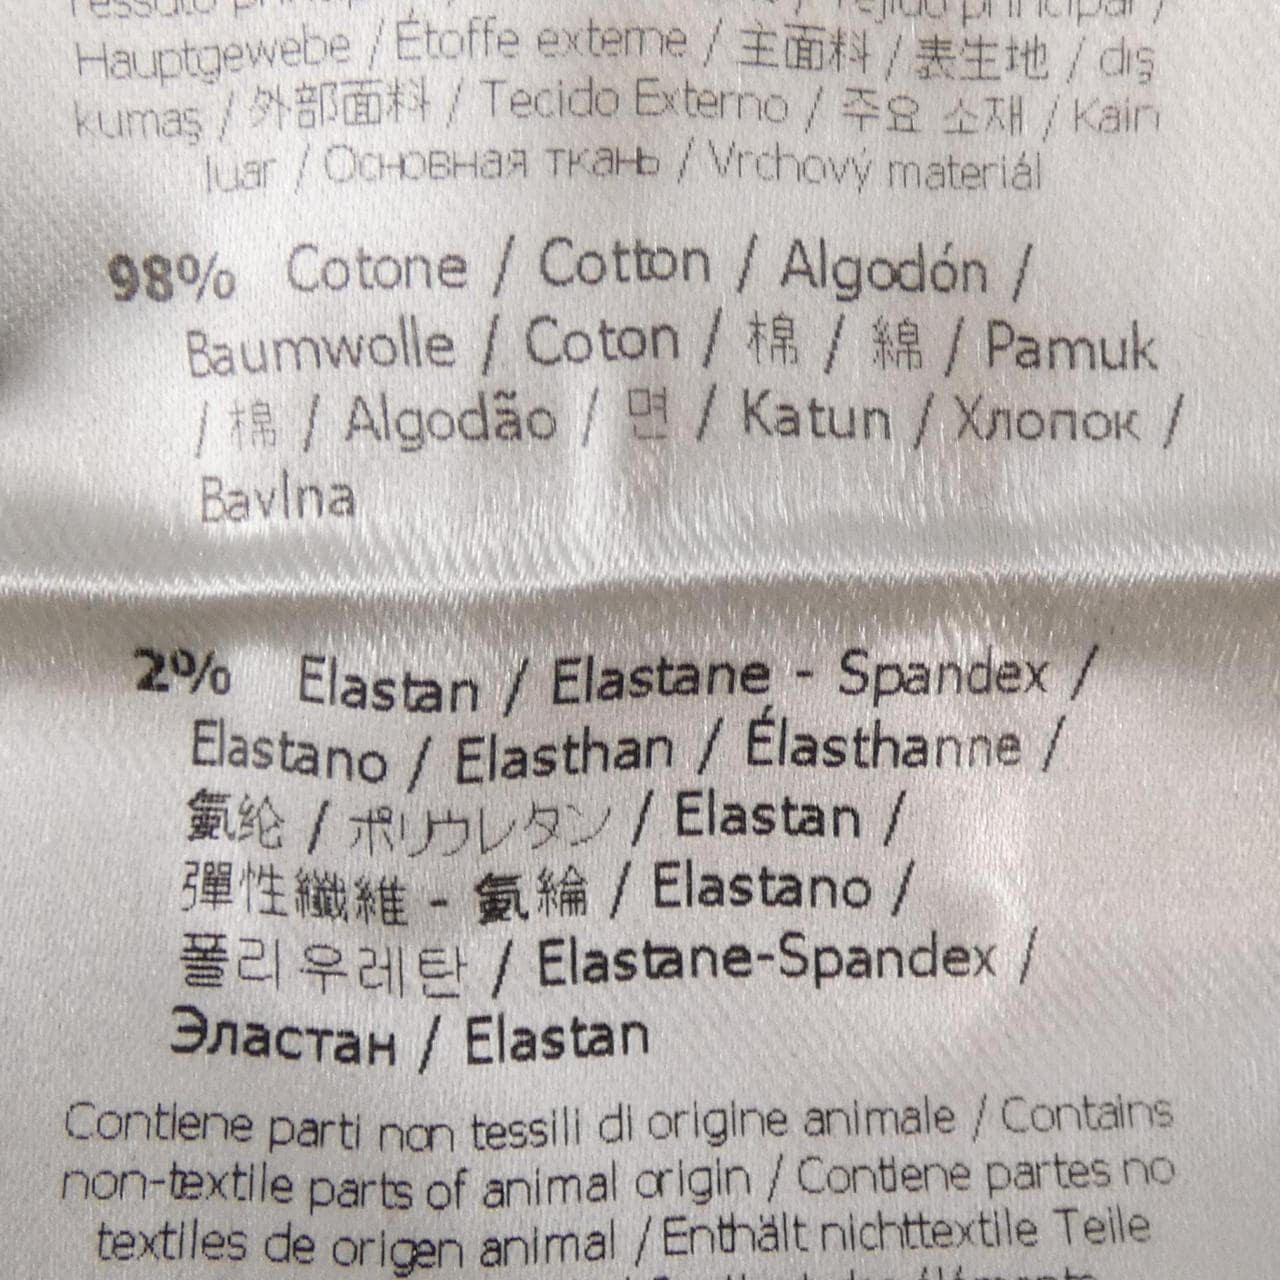 Tessuto principale / Tejido principal /
Hauptgewebe / Étoffe externe / 主面料 / 表生地 / dış
kumaş / 外部面料 / Tecido Externo / 주요 소재 / Kain
luar / Основная ткань / Vrchový materiál
98% Cotone / Cotton / Algodón /
Baumwolle / Coton / 棉 / 綿 / Pamuk
/ 棉 / Algodão / 면 / Katun / Хлопок /
Bavlna
2% Elastan / Elastane - Spandex /
Elastano / Elasthan / Élasthanne /
氨纶 / ポリウレタン / Elastan /
彈性纖維 - 氨綸 / Elastano /
폴리우레탄 / Elastane-Spandex /
Эластан / Elastan
Contiene parti non tessili di origine animale / Contains
non-textile parts of animal origin / Contiene partes no
textiles de origen animal / Enthält nichttextile Teile